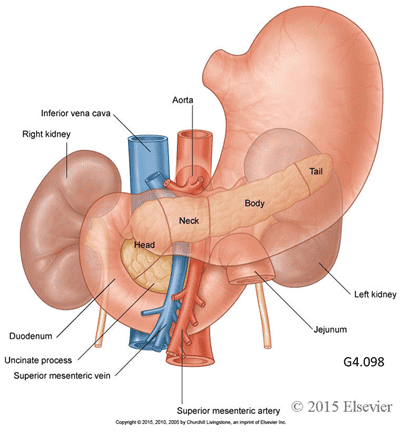 Aorta
Inferior vena cava
Right kidney
Tail
Body
Neck
Head
Left kidney
Duodenum
Jejunum
Uncinate process
Superior mesenteric vein
G4.098
Superior mesenteric artery
© 2015 Elsevier
Copyright © 2015, 2010, 2005 by Churchill Livingstone, an imprint of Elsevier Inc.